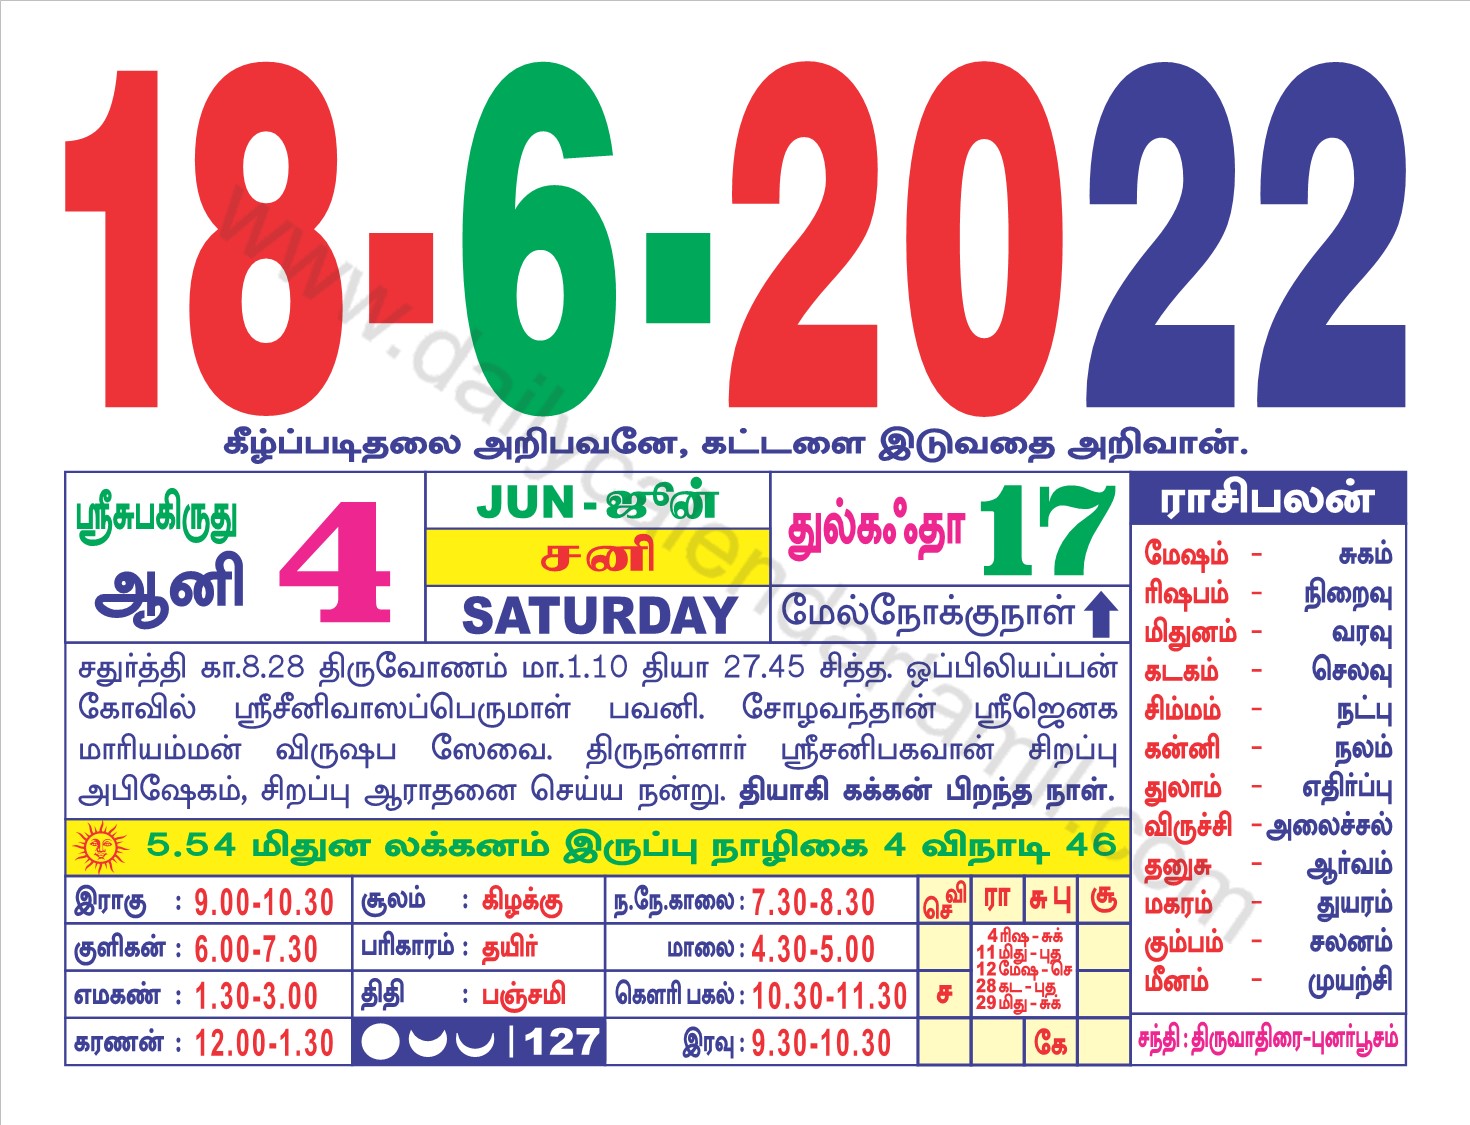 18-6-2022
கீழ்ப்படிதலை அறிபவனே, கட்டளை இடுவதை அறிவான்.
ஸ்ரீசுபகிருது
ஆனி 4
JUN - ஜூன்
சனி
SATURDAY
துல்கஃதா 17
மேல்நோக்குநாள்
சதுர்த்தி கா.8.28 திருவோணம் மா.1.10 தியா 27.45 சித்த. ஒப்பிலியப்பன்
கோவில் ஸ்ரீசீனிவாஸப்பெருமாள் பவனி. சோழவந்தான் ஸ்ரீஜெனக
மாரியம்மன் விருஷப ஸேவை. திருநள்ளார் ஸ்ரீசனிபகவான் சிறப்பு
அபிஷேகம், சிறப்பு ஆராதனை செய்ய நன்று. தியாகி கக்கன் பிறந்த நாள்.
5.54 மிதுன லக்கனம் இருப்பு நாழிகை 4 விநாடி 46
இராகு : 9.00-10.30
குளிகன் : 6.00-7.30
எமகண் : 1.30-3.00
கரணன் : 12.00-1.30
சூலம் : கிழக்கு
பரிகாரம் : தயிர்
திதி : பஞ்சமி
127
ந.நே.காலை : 7.30-8.30
மாலை : 4.30-5.00
கௌரி பகல் : 10.30-11.30
இரவு : 9.30-10.30
செ வி ரா சு பு சூ
4 ரிஷ - சுக்
11 மிது - புத
12 மேஷ - செ
28 கட - புத
29 மிது - சுக்
ச
கே
ராசிபலன்
மேஷம் - சுகம்
ரிஷபம் - நிறைவு
மிதுனம் - வரவு
கடகம் - செலவு
சிம்மம் - நட்பு
கன்னி - நலம்
துலாம் - எதிர்ப்பு
விருச்சி - அலைச்சல்
தனுசு - ஆர்வம்
மகரம் - துயரம்
கும்பம் - சலனம்
மீனம் - முயற்சி
சந்தி : திருவாதிரை-புனர்பூசம்
www.dailycalendartamil.com